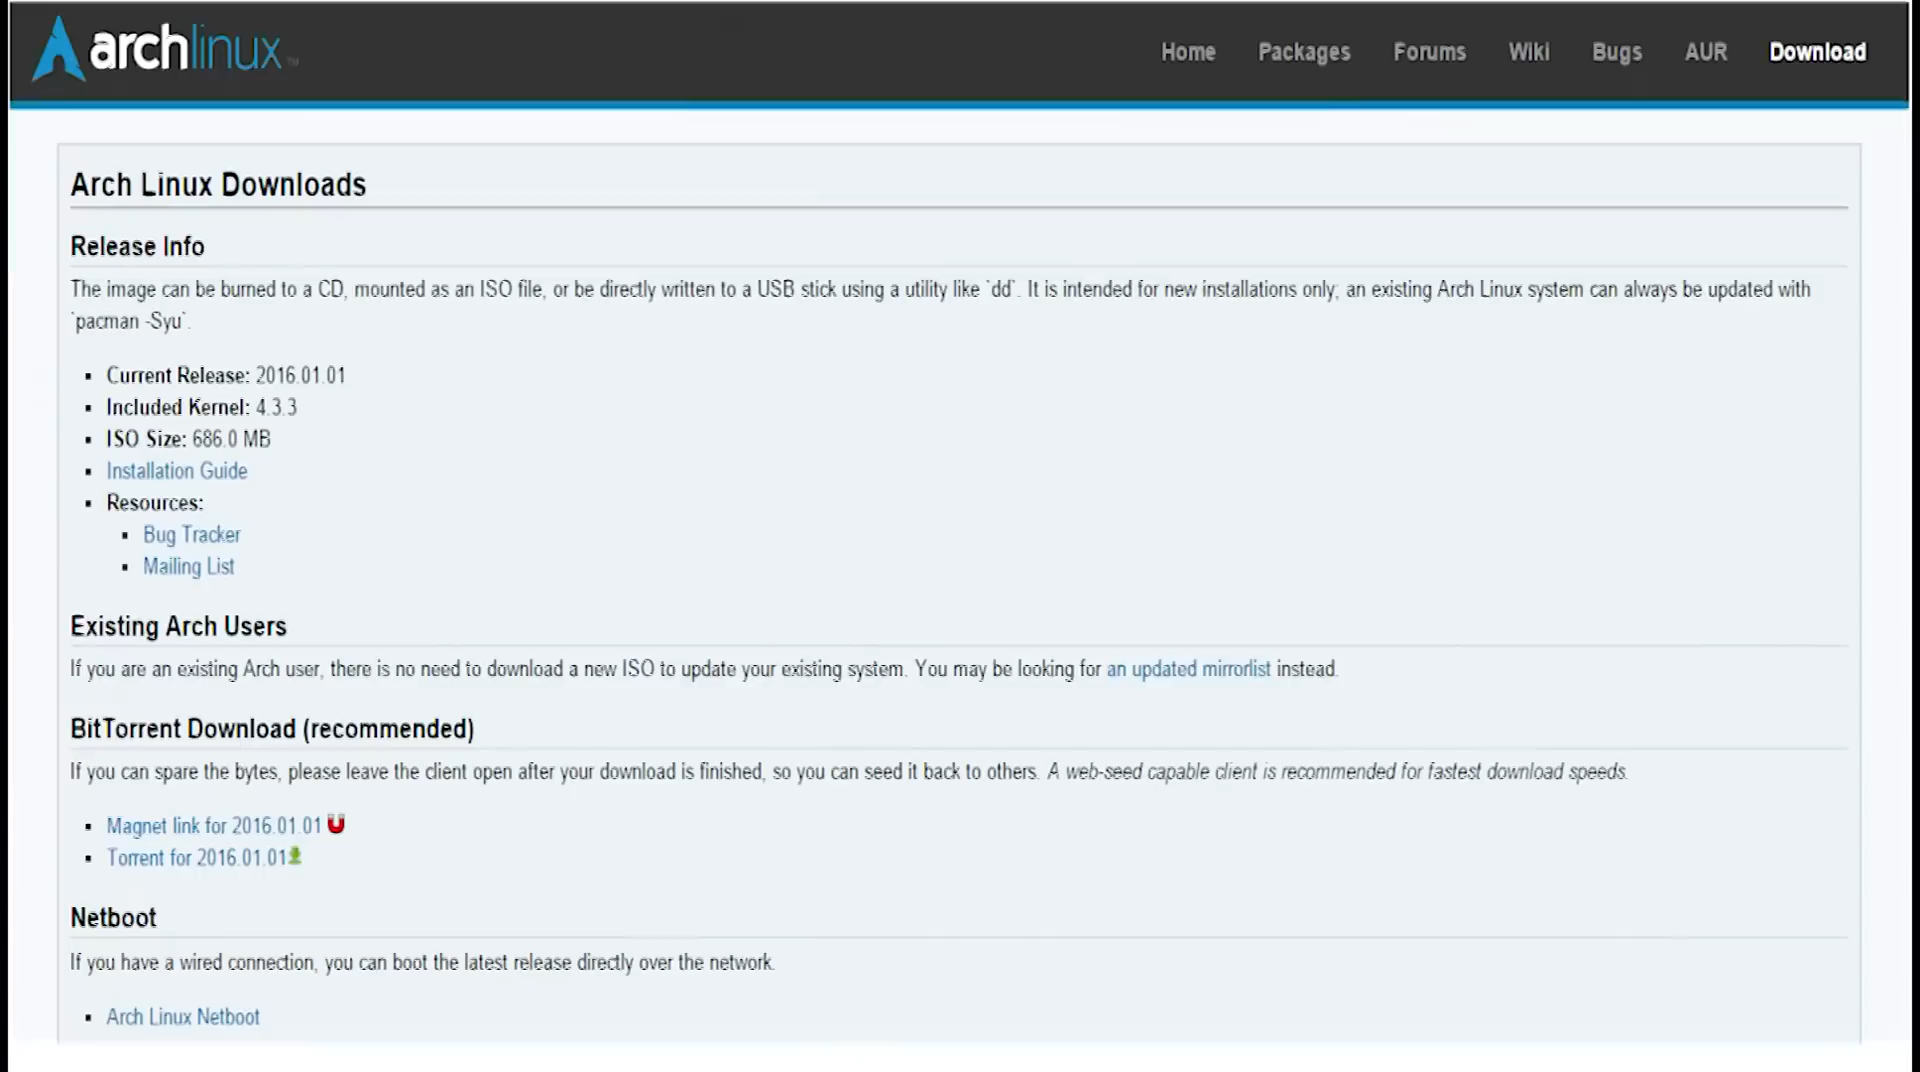 archlinux™
Home Packages Forums Wiki Bugs AUR Download
Arch Linux Downloads
Release Info
The image can be burned to a CD, mounted as an ISO file, or be directly written to a USB stick using a utility like `dd`. It is intended for new installations only; an existing Arch Linux system can always be updated with
`pacman -Syu`.
Current Release: 2016.01.01
Included Kernel: 4.3.3
ISO Size: 686.0 MB
Installation Guide
Resources:
Bug Tracker
Mailing List
Existing Arch Users
If you are an existing Arch user, there is no need to download a new ISO to update your existing system. You may be looking for an updated mirrorlist instead.
BitTorrent Download (recommended)
If you can spare the bytes, please leave the client open after your download is finished, so you can seed it back to others. A web-seed capable client is recommended for fastest download speeds.
Magnet link for 2016.01.01
Torrent for 2016.01.01
Netboot
If you have a wired connection, you can boot the latest release directly over the network.
Arch Linux Netboot